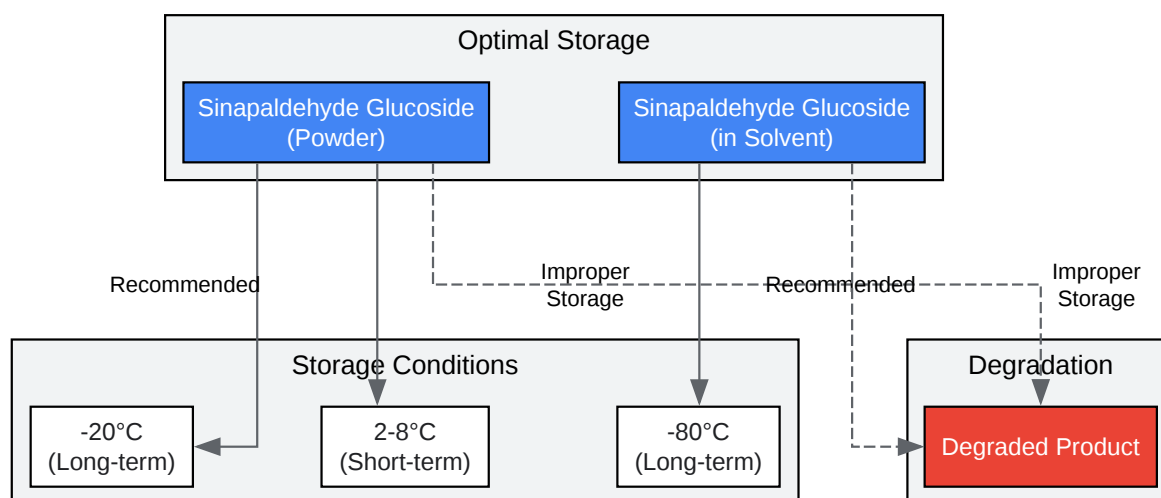 Optimal Storage
Sinapaldehyde Glucoside
(Powder)
Sinapaldehyde Glucoside
(in Solvent)
Recommended
Improper
Storage
Recommended
Improper
Storage
Storage Conditions
-20°C
(Long-term)
2-8°C
(Short-term)
-80°C
(Long-term)
Degradation
Degraded Product